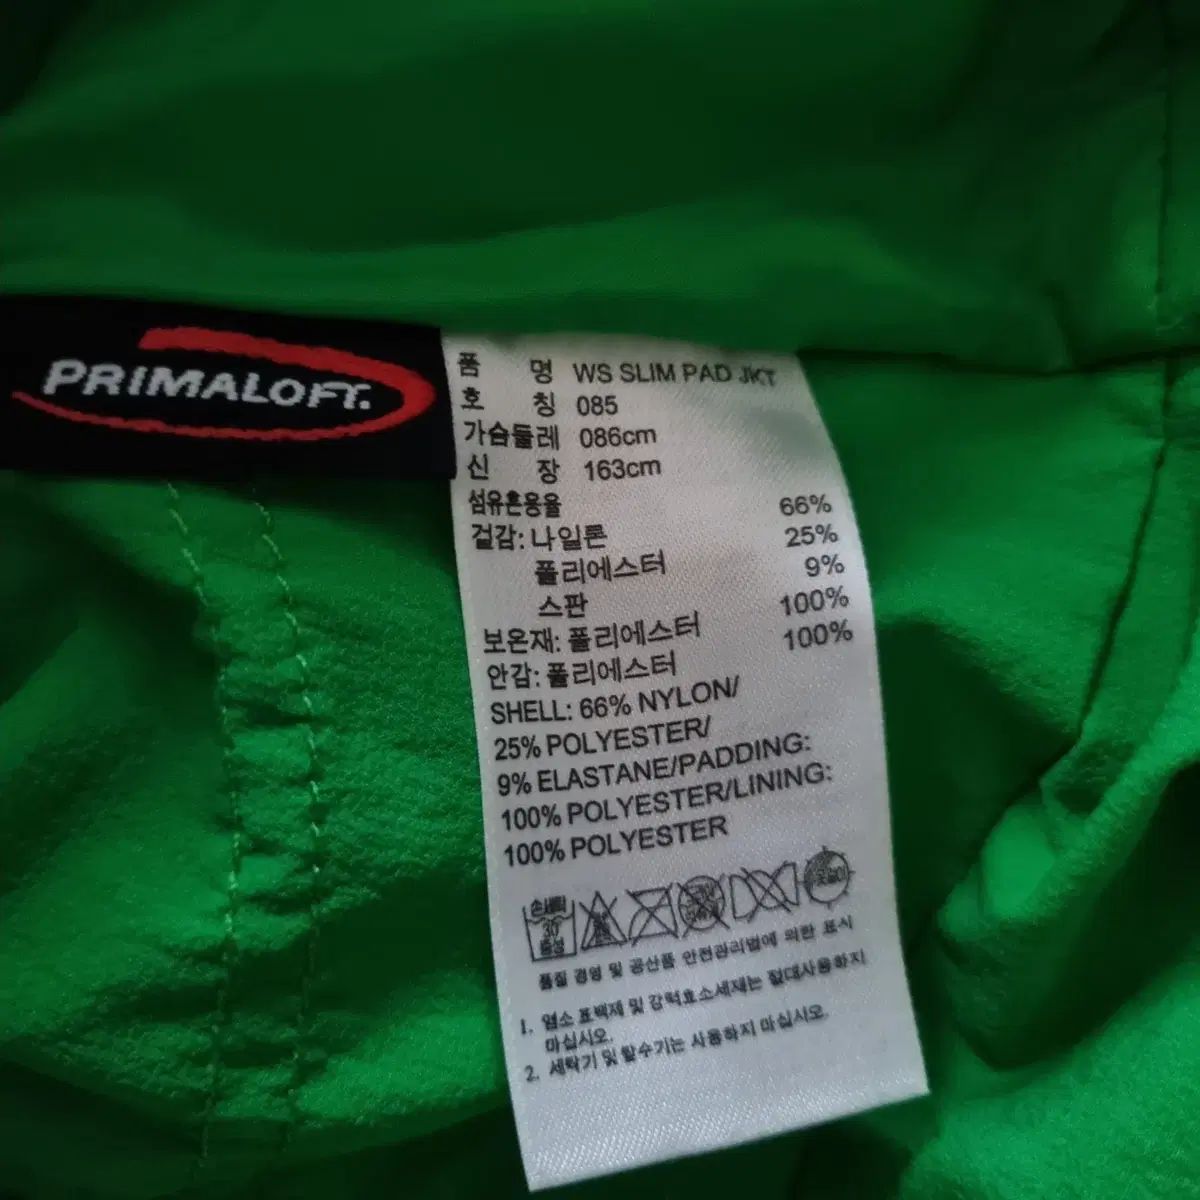 PRIMALOFT.
품 명 WS SLIM PAD JKT
호 칭 085
가슴둘레 086cm
신 장 163cm
섬유혼용율
겉감: 나일론 66%
폴리에스터 25%
스판 9%
보온재: 폴리에스터 100%
안감: 폴리에스터 100%
SHELL: 66% NYLON/
25% POLYESTER/
9% ELASTANE/PADDING:
100% POLYESTER/LINING:
100% POLYESTER
손세탁
30
중성
품질 경영 및 공산품 안전관리법에 의한 표시
1. 염소 표백제 및 강력효소세제는 절대사용하지
마십시오.
2. 세탁기 및 탈수기는 사용하지 마십시오.